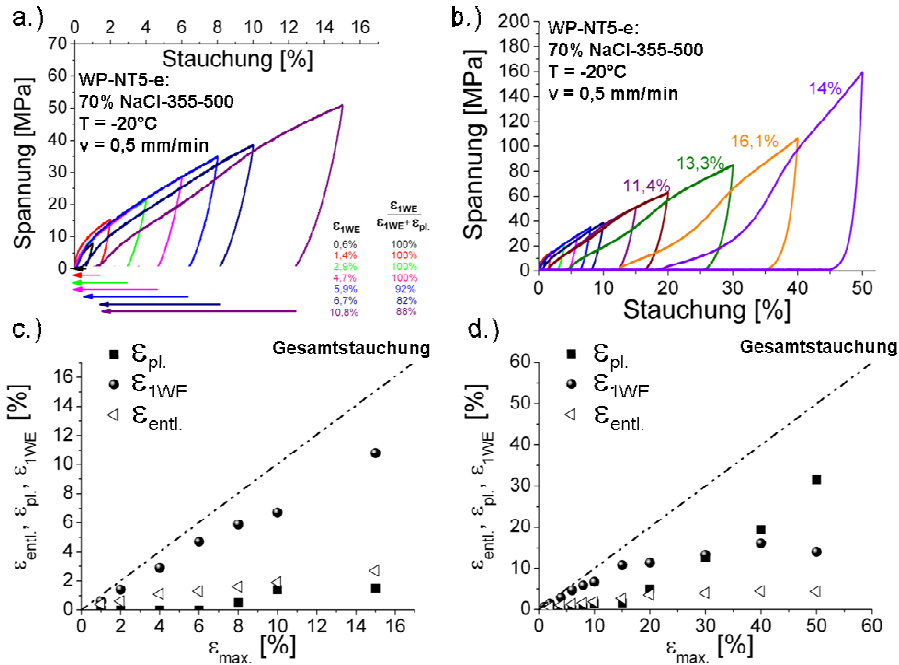 a.)
0 2 4 6 8 10 12 14 16
Stauchung [%]
WP-NT5-e:
70% NaCl-355-500
T = -20°C
v = 0,5 mm/min
Spannung [MPa]
70
60
50
40
30
20
10
0
ε1WE
ε1WE
ε1WE+ εpl.
0,6% 100%
1,4% 100%
2,9% 100%
4,7% 100%
5,9% 92%
6,7% 82%
10,8% 88%
b.)
WP-NT5-e:
70% NaCl-355-500
T = -20°C
v = 0,5 mm/min
Spannung [MPa]
200
180
160
140
120
100
80
60
40
20
0
11,4%
13,3%
16,1%
14%
0 10 20 30 40 50
Stauchung [%]
c.)
Gesamtstauchung
εpl.
ε1WE
εentl.
εentl., εpl., ε1WE [%]
16
14
12
10
8
6
4
2
0
0 2 4 6 8 10 12 14 16
εmax. [%]
d.)
Gesamtstauchung
εpl.
ε1WE
εentl.
εentl., εpl., ε1WE [%]
60
50
40
30
20
10
0
0 10 20 30 40 50 60
εmax. [%]